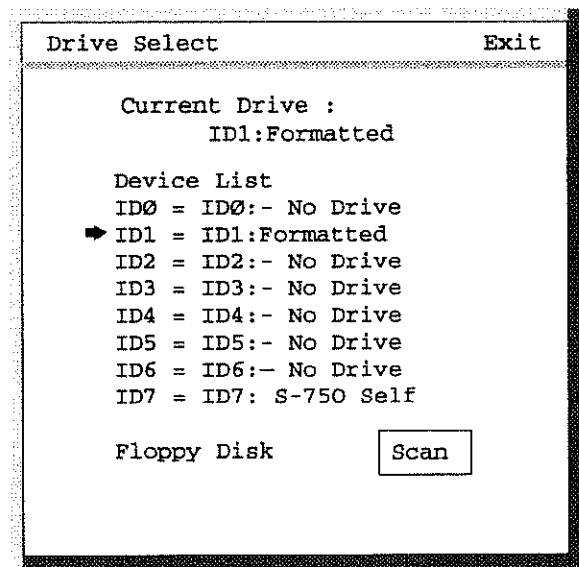 Drive Select Exit
Current Drive :
ID1:Formatted
Device List
IDØ = IDØ:- No Drive
ID1 = ID1:Formatted
ID2 = ID2:- No Drive
ID3 = ID3:- No Drive
ID4 = ID4:- No Drive
ID5 = ID5:- No Drive
ID6 = ID6:— No Drive
ID7 = ID7: S-750 Self
Floppy Disk Scan